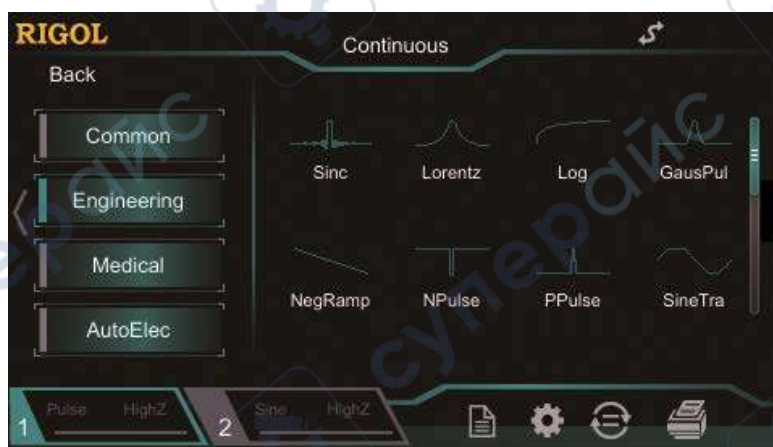 RIGOL
Continuous
Back
Common
Engineering
Medical
AutoElec
Sinc Lorentz Log GausPul
NegRamp NPulse PPulse SineTra
1 Pulse HighZ 2 Sine HighZ
суперайс